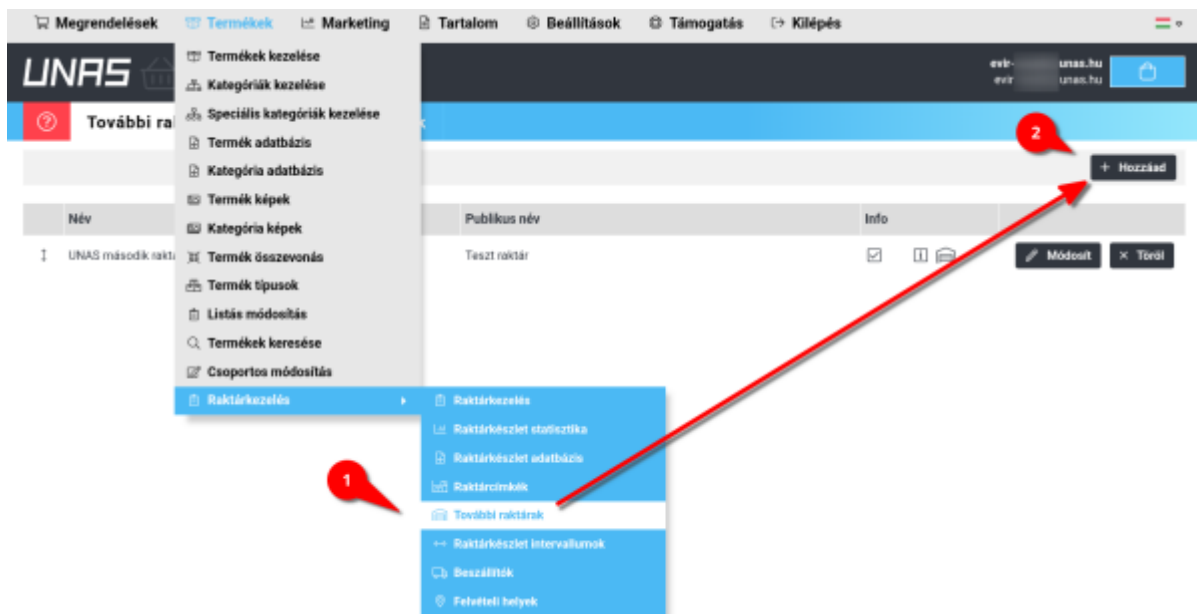 Megrendelések Termékek Marketing Tartalom Beállítások Támogatás Kilépés
UNAS
evir- unas.hu
evir unas.hu
További ra
Termékek kezelése
Kategóriák kezelése
Speciális kategóriák kezelése
Termék adatbázis
Kategória adatbázis
Termék képek
Kategória képek
Termék összevonás
Termék típusok
Listás módosítás
Termékek keresése
Csoportos módosítás
Raktárkezelés
2
+ Hozzáad
Név Publikus név Info
UNAS második rakt Teszt raktár Módosít Töröl
Raktárkezelés
Raktárkészlet statisztika
Raktárkészlet adatbázis
Raktárcímkék
1
További raktárak
Raktárkészlet intervallumok
Beszállítók
Felvételi helyek